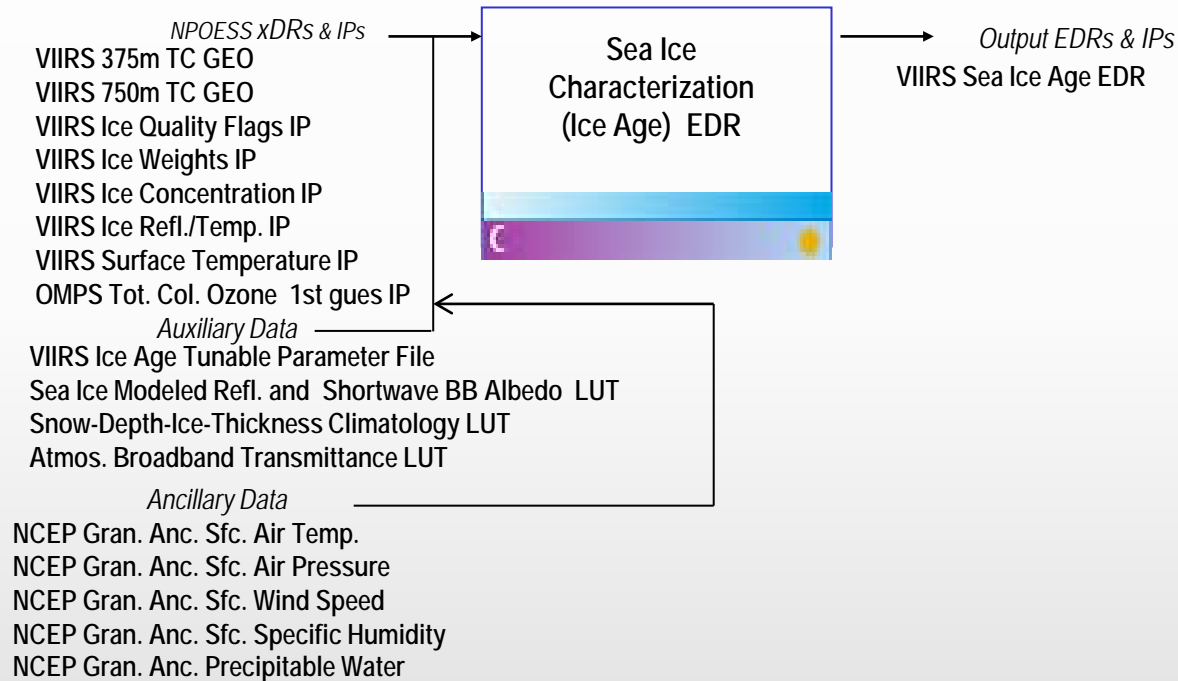 NPOESS xDRs & IPs
VIIRS 375m TC GEO
VIIRS 750m TC GEO
VIIRS Ice Quality Flags IP
VIIRS Ice Weights IP
VIIRS Ice Concentration IP
VIIRS Ice Refl./Temp. IP
VIIRS Surface Temperature IP
OMPS Tot. Col. Ozone 1st gues IP
Auxiliary Data
VIIRS Ice Age Tunable Parameter File
Sea Ice Modeled Refl. and Shortwave BB Albedo LUT
Snow-Depth-Ice-Thickness Climatology LUT
Atmos. Broadband Transmittance LUT
Ancillary Data
NCEP Gran. Anc. Sfc. Air Temp.
NCEP Gran. Anc. Sfc. Air Pressure
NCEP Gran. Anc. Sfc. Wind Speed
NCEP Gran. Anc. Sfc. Specific Humidity
NCEP Gran. Anc. Precipitable Water
Sea Ice
Characterization
(Ice Age) EDR
Output EDRs & IPs
VIIRS Sea Ice Age EDR